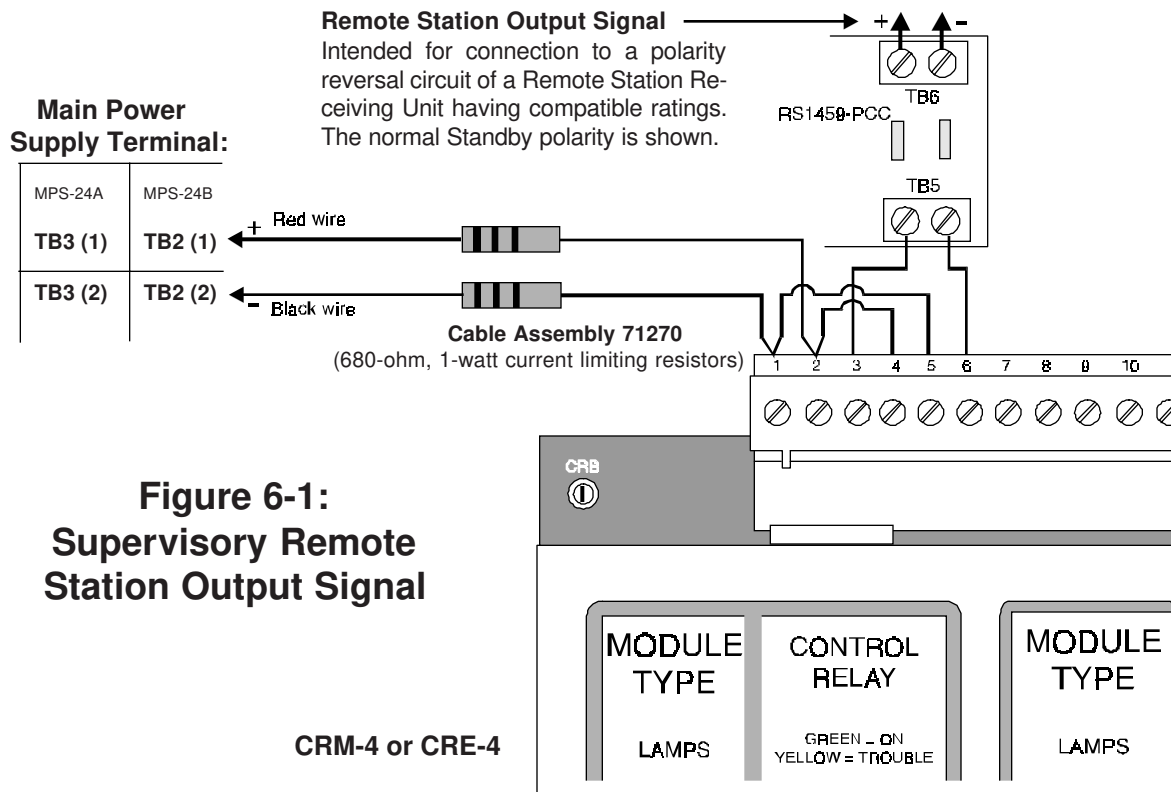 Remote Station Output Signal
+ -
Intended for connection to a polarity
reversal circuit of a Remote Station Re-
ceiving Unit having compatible ratings.
The normal Standby polarity is shown.
TB6
RS1459-PCC
TB5
Main Power
Supply Terminal:
MPS-24A MPS-24B
TB3 (1) TB2 (1)
+ Red wire
TB3 (2) TB2 (2)
- Black wire
Cable Assembly 71270
(680-ohm, 1-watt current limiting resistors)
1 2 3 4 5 6 7 8 9 10
CRB
Figure 6-1:
Supervisory Remote
Station Output Signal
MODULE
TYPE
LAMPS
CONTROL
RELAY
GREEN = ON
YELLOW = TROUBLE
MODULE
TYPE
LAMPS
CRM-4 or CRE-4